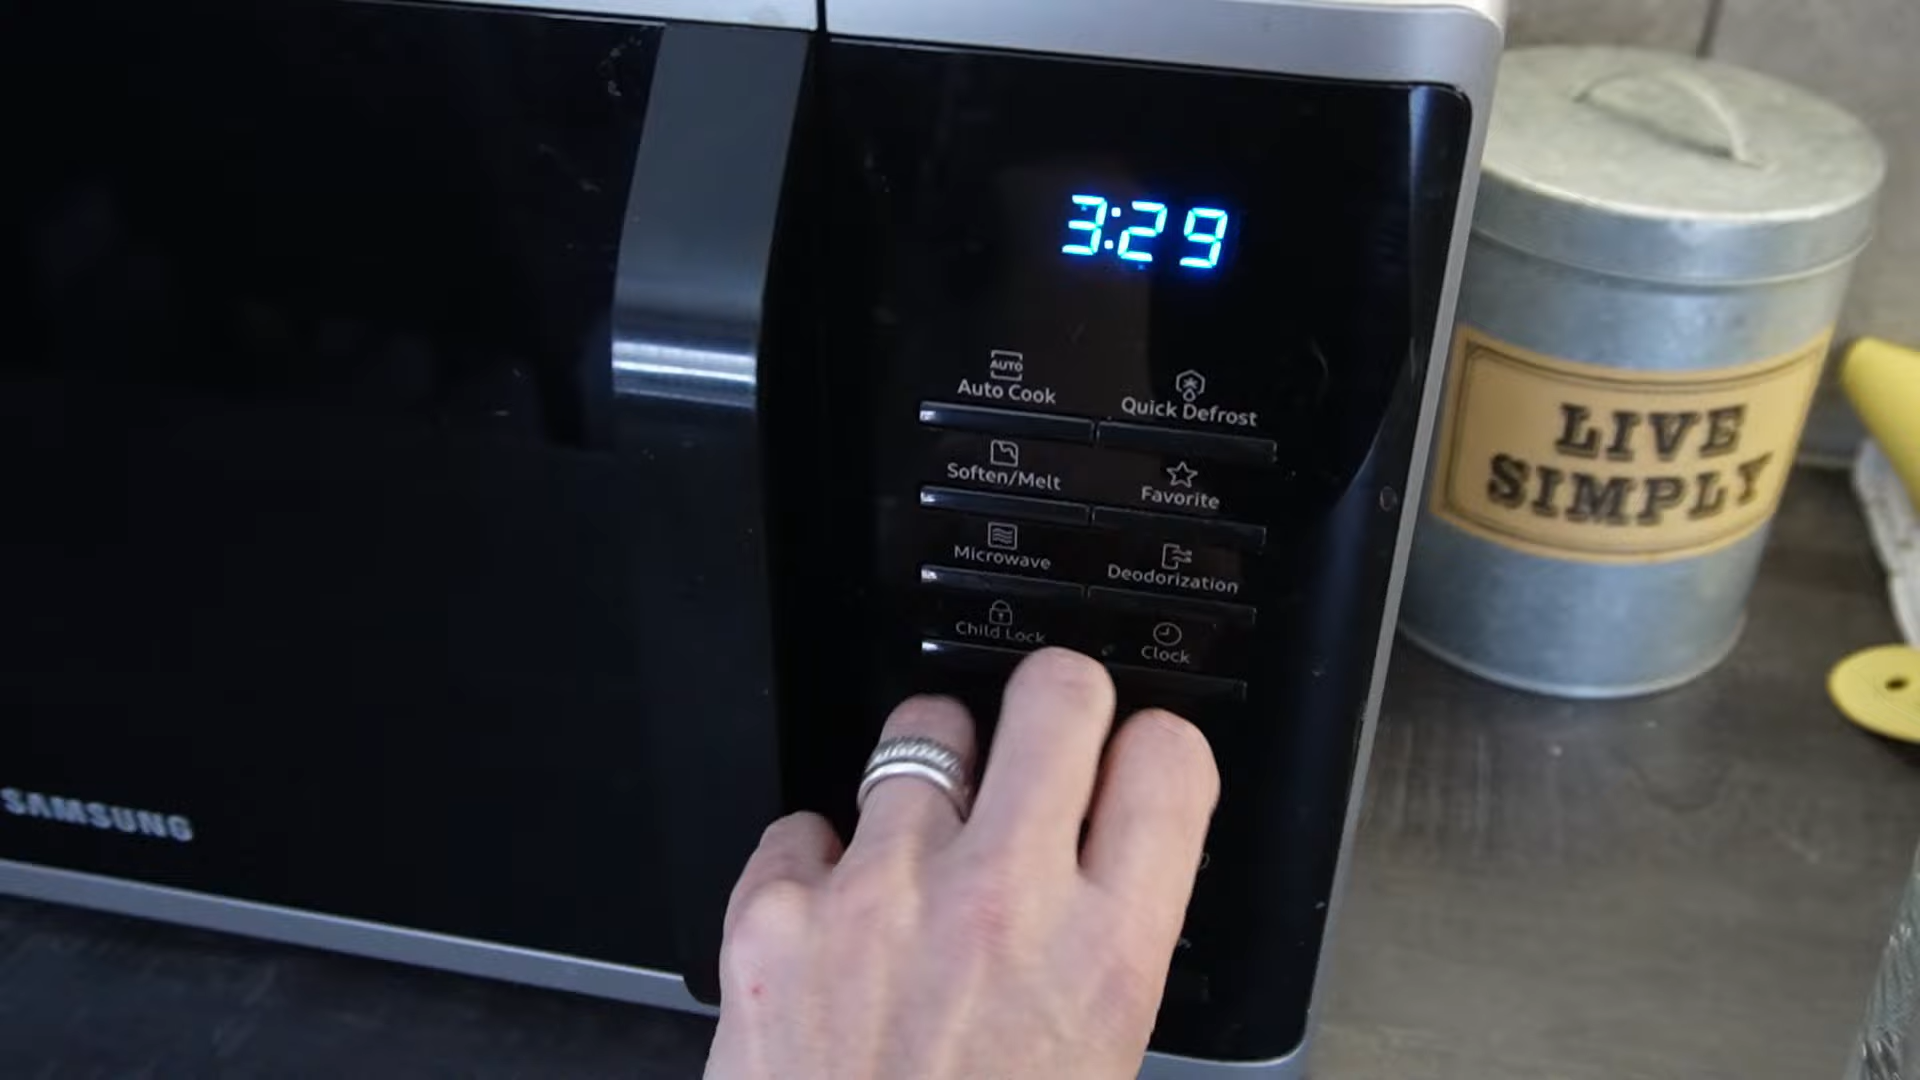 3:29
AUTO
Auto Cook
Quick Defrost
Soften/Melt
Favorite
Microwave
Deodorization
Child Lock
Clock
SAMSUNG
LIVE
SIMPLY